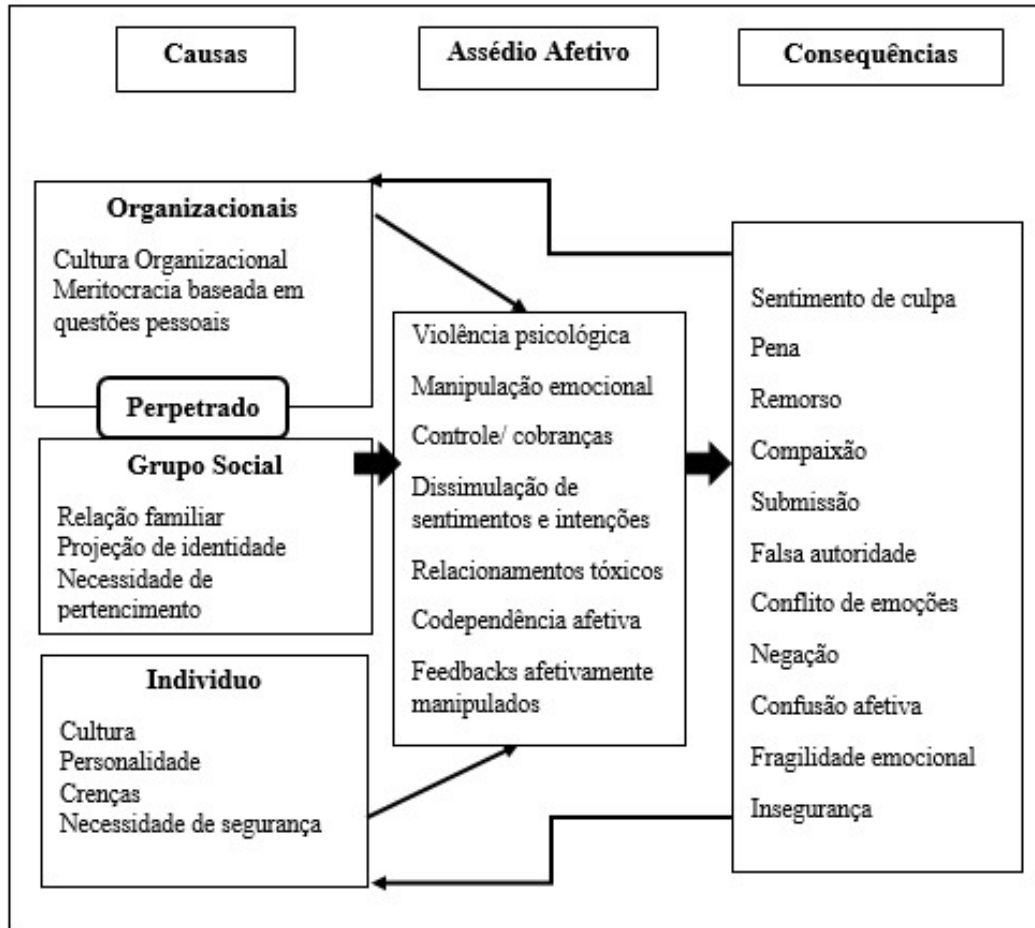 Causas
Assédio Afetivo
Consequências
Organizacionais
Cultura Organizacional
Meritocracia baseada em
questões pessoais
Perpetrado
Grupo Social
Relação familiar
Projeção de identidade
Necessidade de
pertencimento
Individuo
Cultura
Personalidade
Crenças
Necessidade de segurança
Violência psicológica
Manipulação emocional
Controle/ cobranças
Dissimulação de
sentimentos e intenções
Relacionamentos tóxicos
Codependência afetiva
Feedbacks afetivamente
manipulados
Sentimento de culpa
Pena
Remorso
Compaixão
Submissão
Falsa autoridade
Conflito de emoções
Negação
Confusão afetiva
Fragilidade emocional
Insegurança